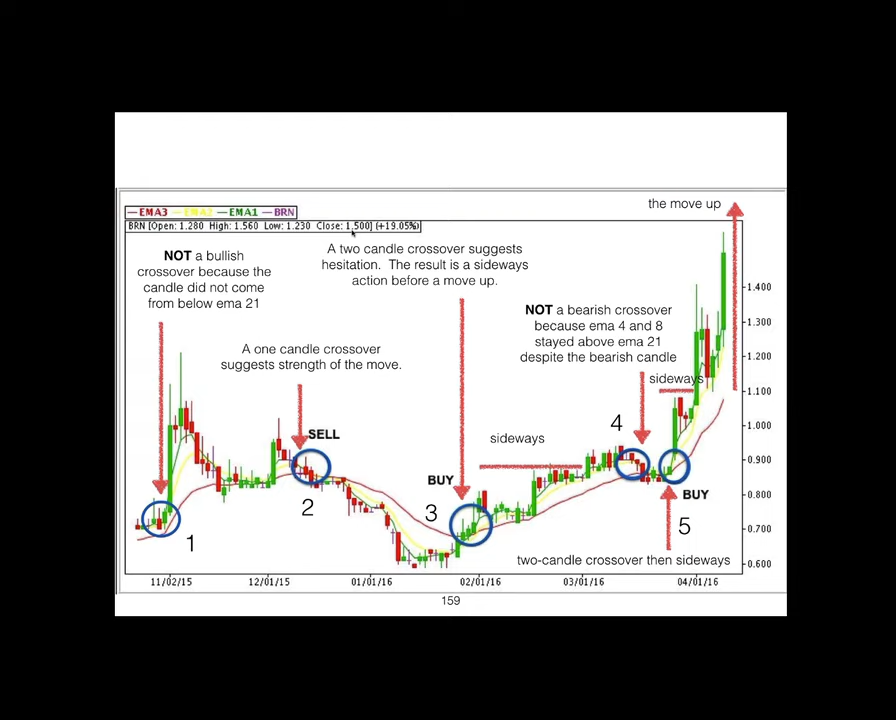 the move up
—EMA3 —EMA2 —EMA1 —BRN
BRN [Open: 1.280 High: 1.560 Low: 1.230 Close: 1.500] (+19.05%)
NOT a bullish
crossover because the
candle did not come
from below ema 21
A two candle crossover suggests
hesitation. The result is a sideways
action before a move up.
A one candle crossover
suggests strength of the move.
NOT a bearish crossover
because ema 4 and 8
stayed above ema 21
despite the bearish candle
sideways
sideways
SELL
BUY
BUY
1
2
3
4
5
two-candle crossover then sideways
1.400
1.300
1.200
1.100
1.000
0.900
0.800
0.700
0.600
11/02/15 12/01/15 01/01/16 02/01/16 03/01/16 04/01/16
159